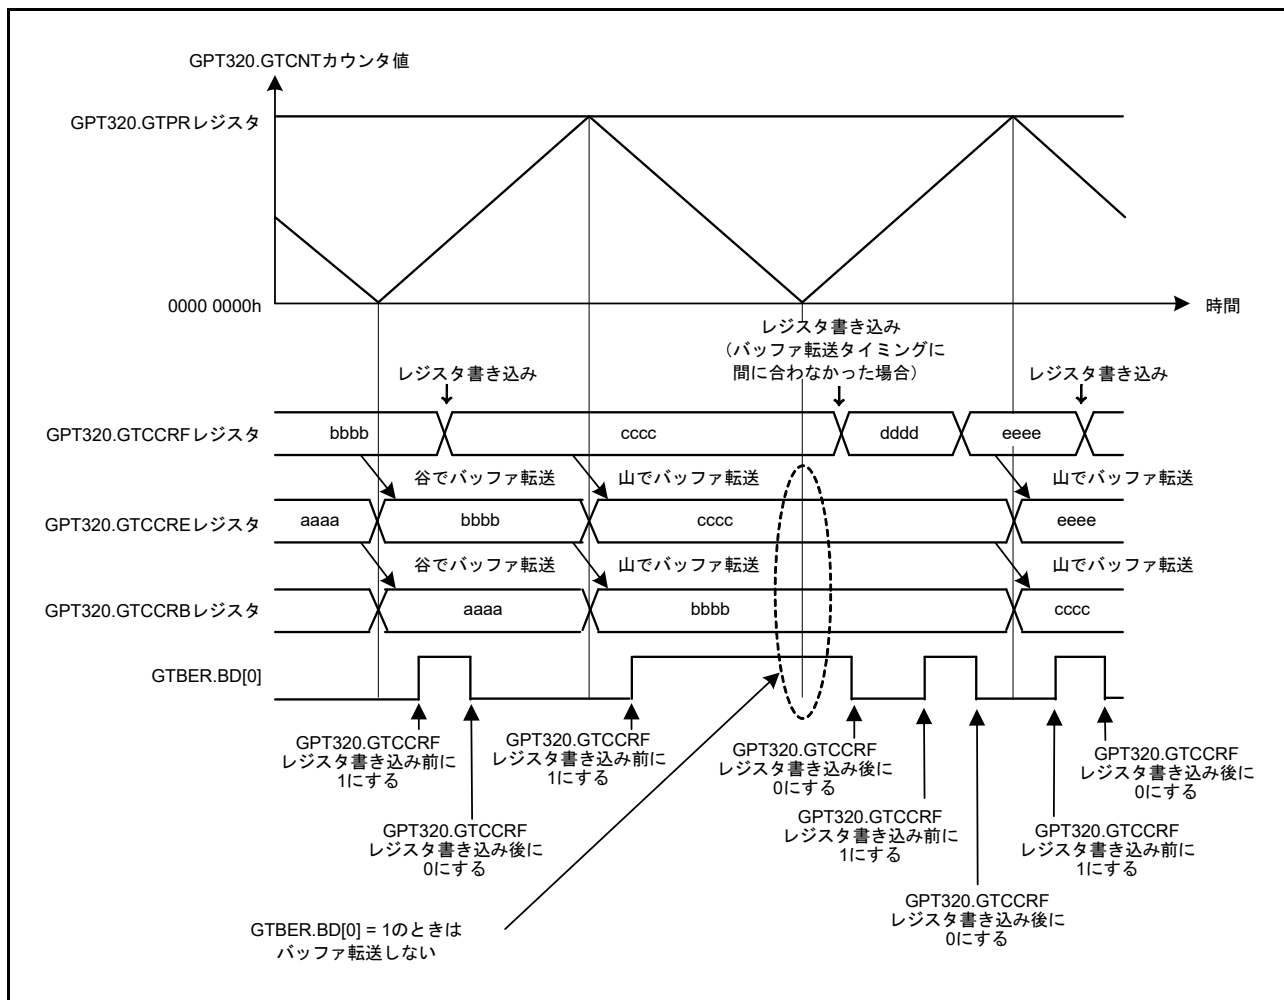 GPT320.GTCNTカウンタ値
GPT320.GTPRレジスタ
0000 0000h
時間
レジスタ書き込み
（バッファ転送タイミングに
間に合わなかった場合）
レジスタ書き込み
レジスタ書き込み
GPT320.GTCCRFレジスタ
bbbb
cccc
dddd
eeee
谷でバッファ転送
山でバッファ転送
山でバッファ転送
GPT320.GTCCREレジスタ
aaaa
bbbb
cccc
eeee
谷でバッファ転送
山でバッファ転送
山でバッファ転送
GPT320.GTCCRBレジスタ
aaaa
bbbb
cccc
GTBER.BD[0]
GPT320.GTCCRF
レジスタ書き込み前に
1にする
GPT320.GTCCRF
レジスタ書き込み後に
0にする
GPT320.GTCCRF
レジスタ書き込み前に
1にする
GPT320.GTCCRF
レジスタ書き込み後に
0にする
GPT320.GTCCRF
レジスタ書き込み前に
1にする
GPT320.GTCCRF
レジスタ書き込み後に
0にする
GPT320.GTCCRF
レジスタ書き込み前に
1にする
GPT320.GTCCRF
レジスタ書き込み後に
0にする
GTBER.BD[0] = 1のときは
バッファ転送しない